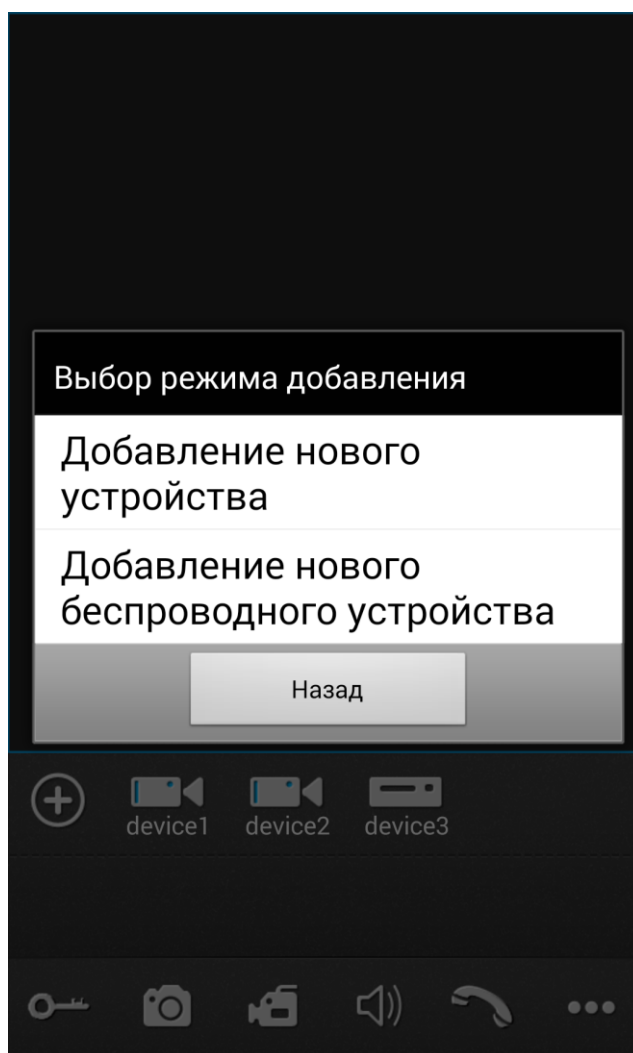 Выбор режима добавления
Добавление нового
устройства
Добавление нового
беспроводного устройства
Назад
device1 device2 device3